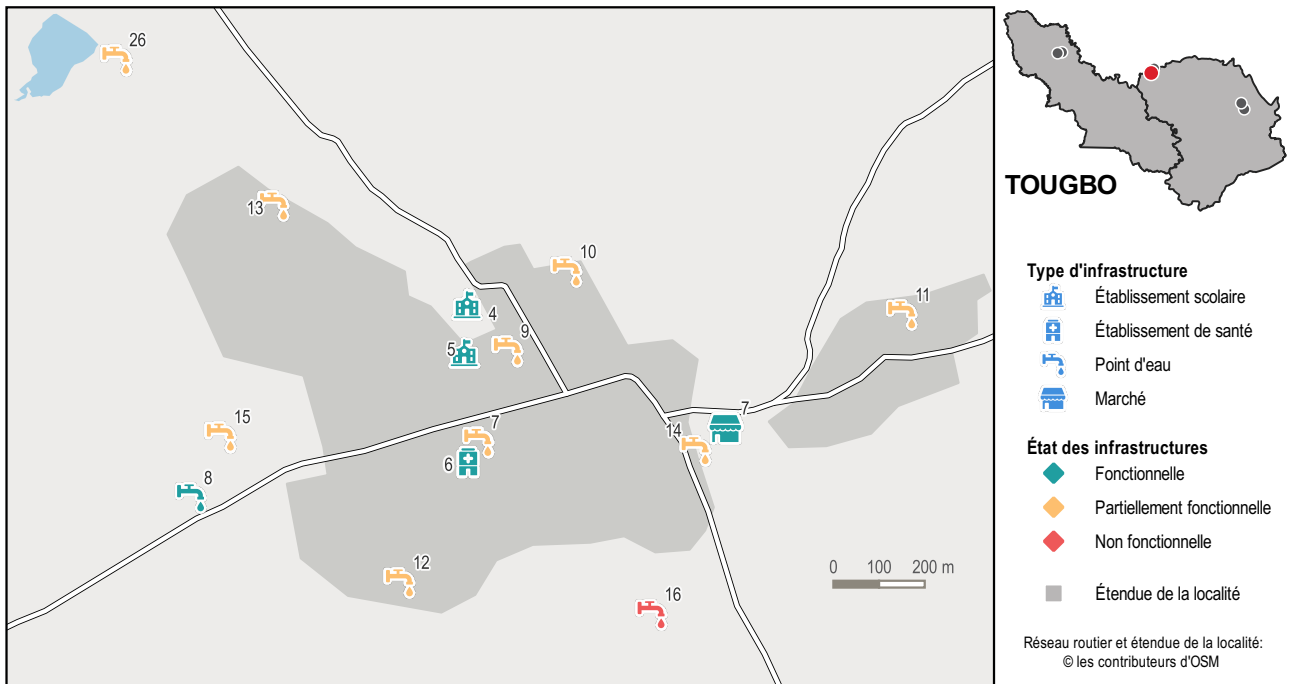 26
13
10
11
4
9
5
15
7
7
14
6
8
12
16
0 100 200 m
TOUGBO
Type d'infrastructure
Établissement scolaire
Établissement de santé
Point d'eau
Marché
État des infrastructures
Fonctionnelle
Partiellement fonctionnelle
Non fonctionnelle
Étendue de la localité
Réseau routier et étendue de la localité:
© les contributeurs d'OSM